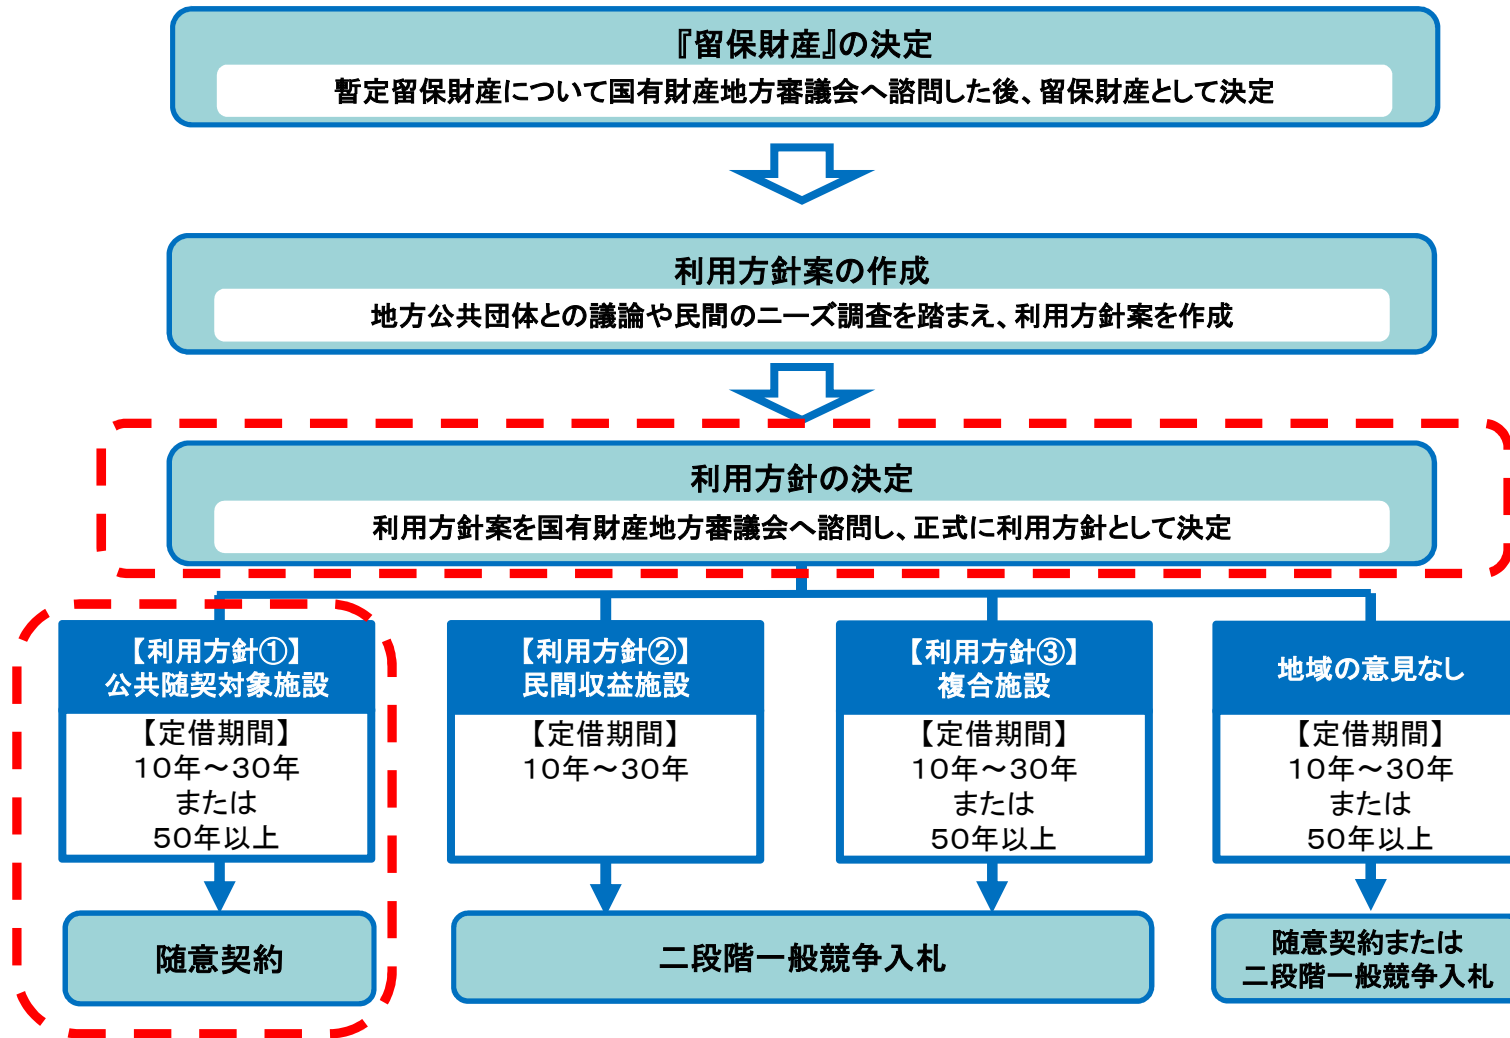 『留保財産』の決定
暫定留保財産について国有財産地方審議会へ諮問した後、留保財産として決定
利用方針案の作成
地方公共団体との議論や民間のニーズ調査を踏まえ、利用方針案を作成
利用方針の決定
利用方針案を国有財産地方審議会へ諮問し、正式に利用方針として決定
【利用方針①】
公共随契対象施設
【定借期間】
10年～30年
または
50年以上
随意契約
【利用方針②】
民間収益施設
【定借期間】
10年～30年
【利用方針③】
複合施設
【定借期間】
10年～30年
または
50年以上
二段階一般競争入札
地域の意見なし
【定借期間】
10年～30年
または
50年以上
随意契約または
二段階一般競争入札